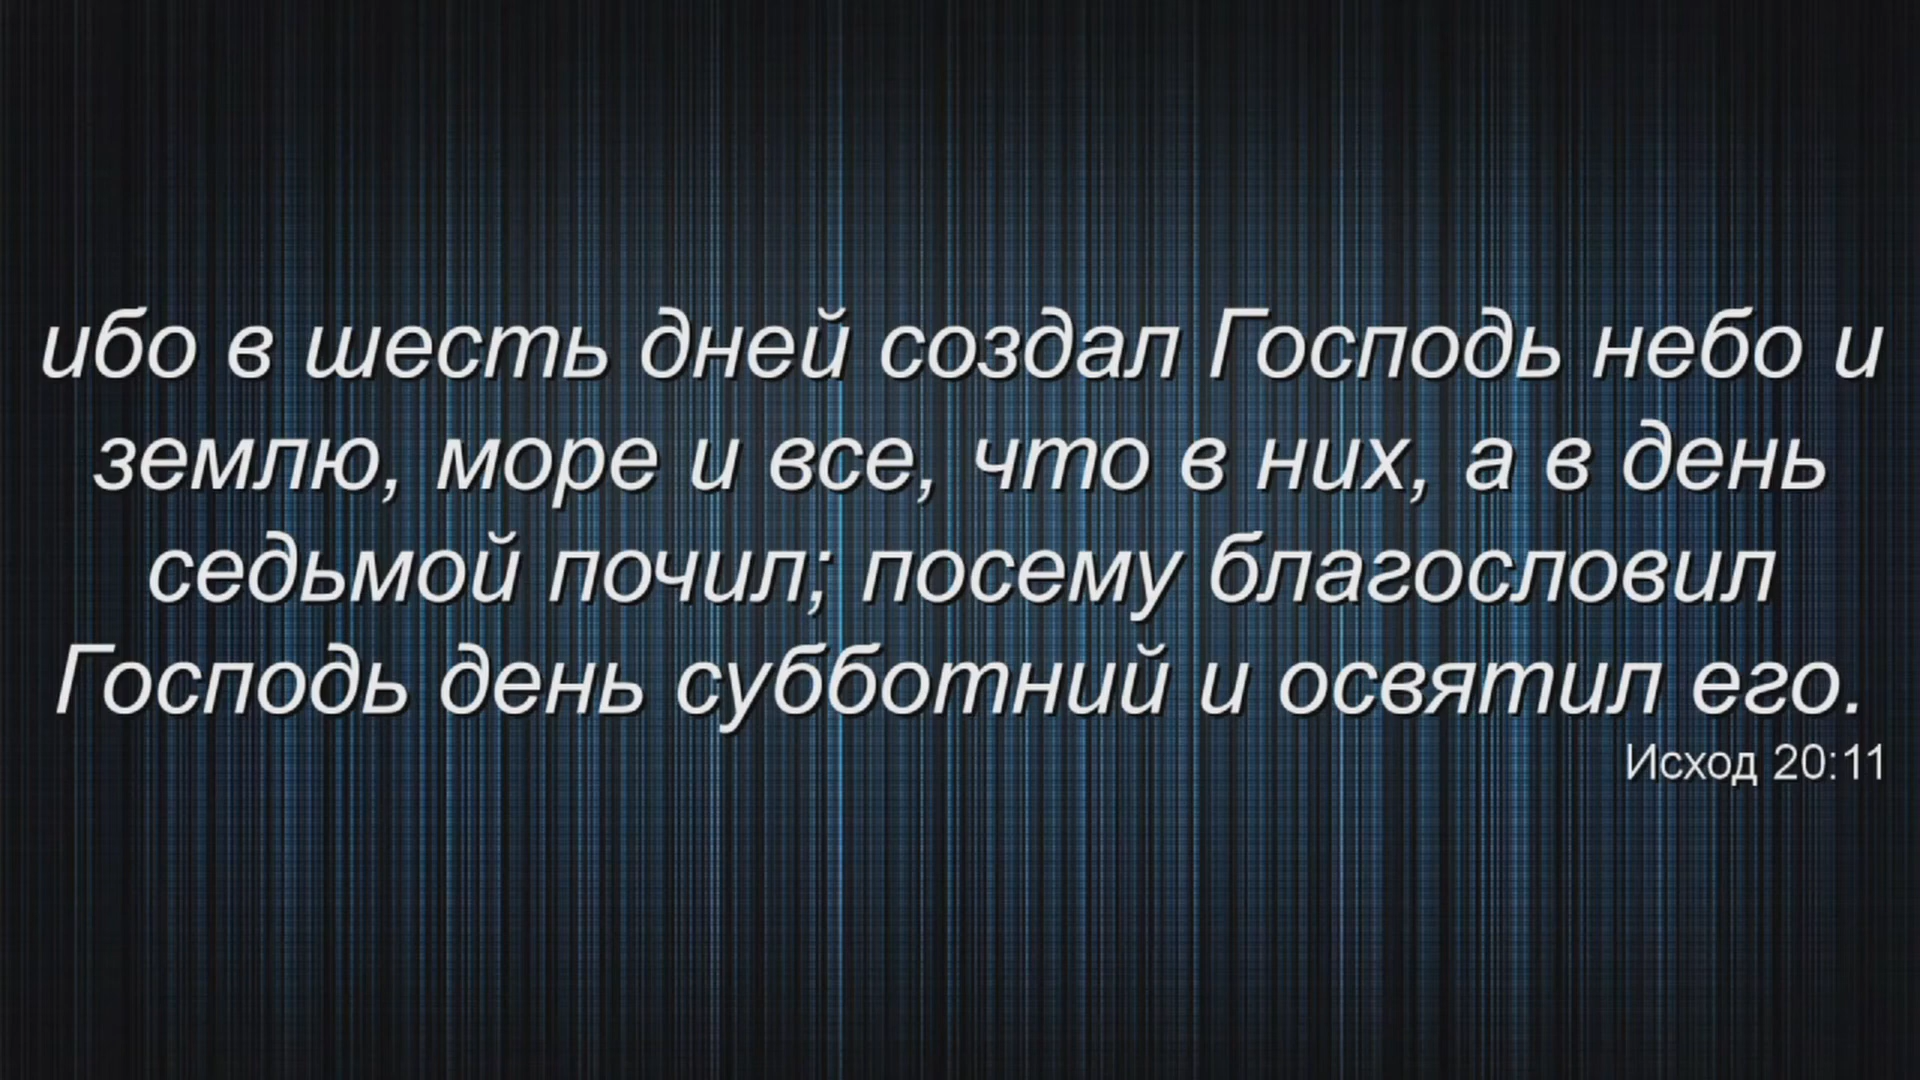 ибо в шесть дней создал Господь небо и
землю, море и все, что в них, а в день
седьмой почил; посему благословил
Господь день субботний и освятил его.
Исход 20:11